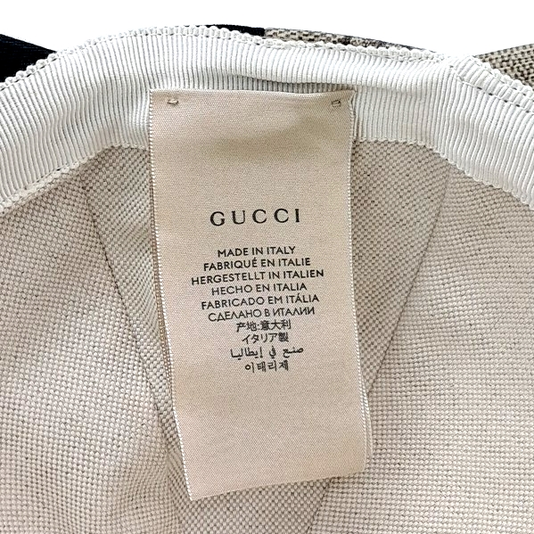 GUCCI
MADE IN ITALY
FABRIQUÉ EN ITALIE
HERGESTELLT IN ITALIEN
HECHO EN ITALIA
FABRICADO EM ITÁLIA
СДЕЛАНО В ИТАЛИИ
产地:意大利
イタリア製
صنع في إيطاليا
이태리제